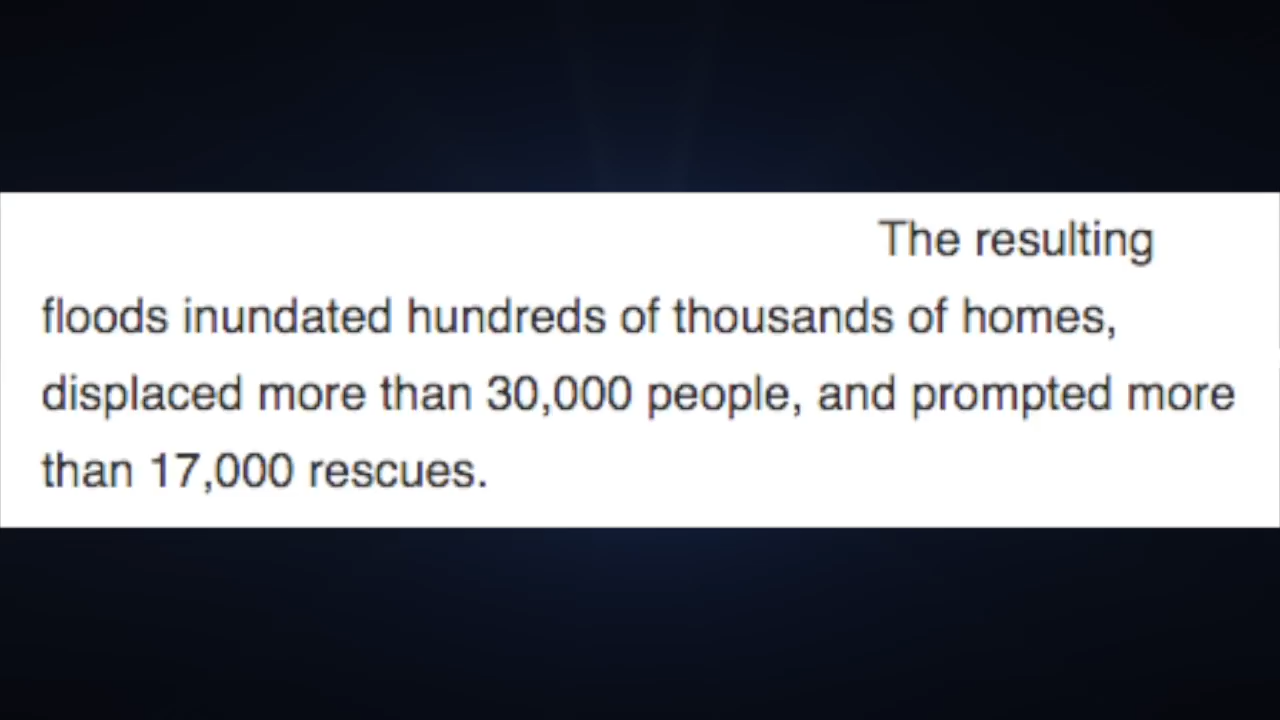 The resulting
floods inundated hundreds of thousands of homes,
displaced more than 30,000 people, and prompted more
than 17,000 rescues.